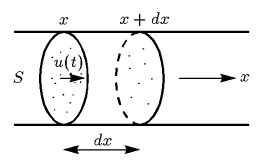 x x + dx
S u(t) x
dx